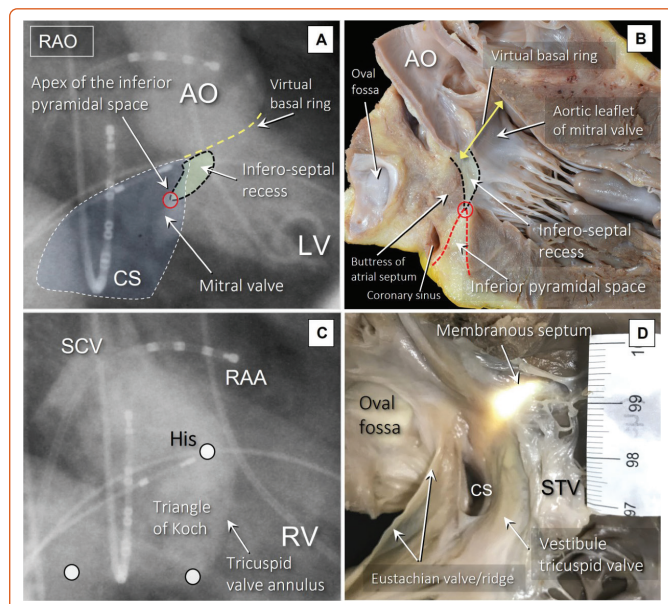 RAO
A
Apex of the inferior
pyramidal space
AO
Virtual
basal ring
Infero-septal
recess
LV
CS
Mitral valve
B
AO
Virtual basal ring
Oval
fossa
Aortic leaflet
of mitral valve
Infero-septal
recess
Buttress of
atrial septum
Inferior pyramidal space
Coronary sinus
C
SCV
RAA
His
Triangle
of Koch
RV
Tricuspid
valve annulus
D
Membranous septum
Oval
fossa
99
98
97
CS
STV
Vestibule
tricuspid valve
Eustachian valve/ridge